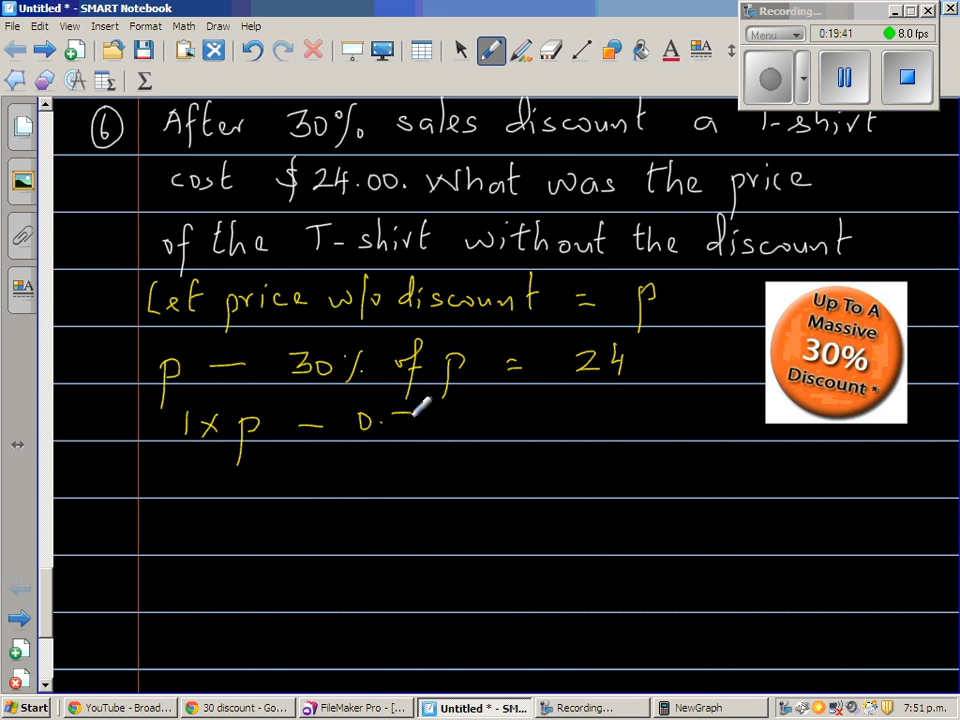 Untitled * - SMART Notebook
File Edit View Insert Format Math Draw Help
Recording...
Menu 0:19:41 8.0 fps
6 After 30% sales discount a T-shirt
cost $24.00. What was the price
of the T-shirt without the discount
Let price w/o discount = p
p - 30% of p = 24
1 x p - 0.
Up To A
Massive
30%
Discount *
Start YouTube - Broad... 30 discount - Go... FileMaker Pro - [... Untitled * - SM... Recording... NewGraph 7:51 p.m.